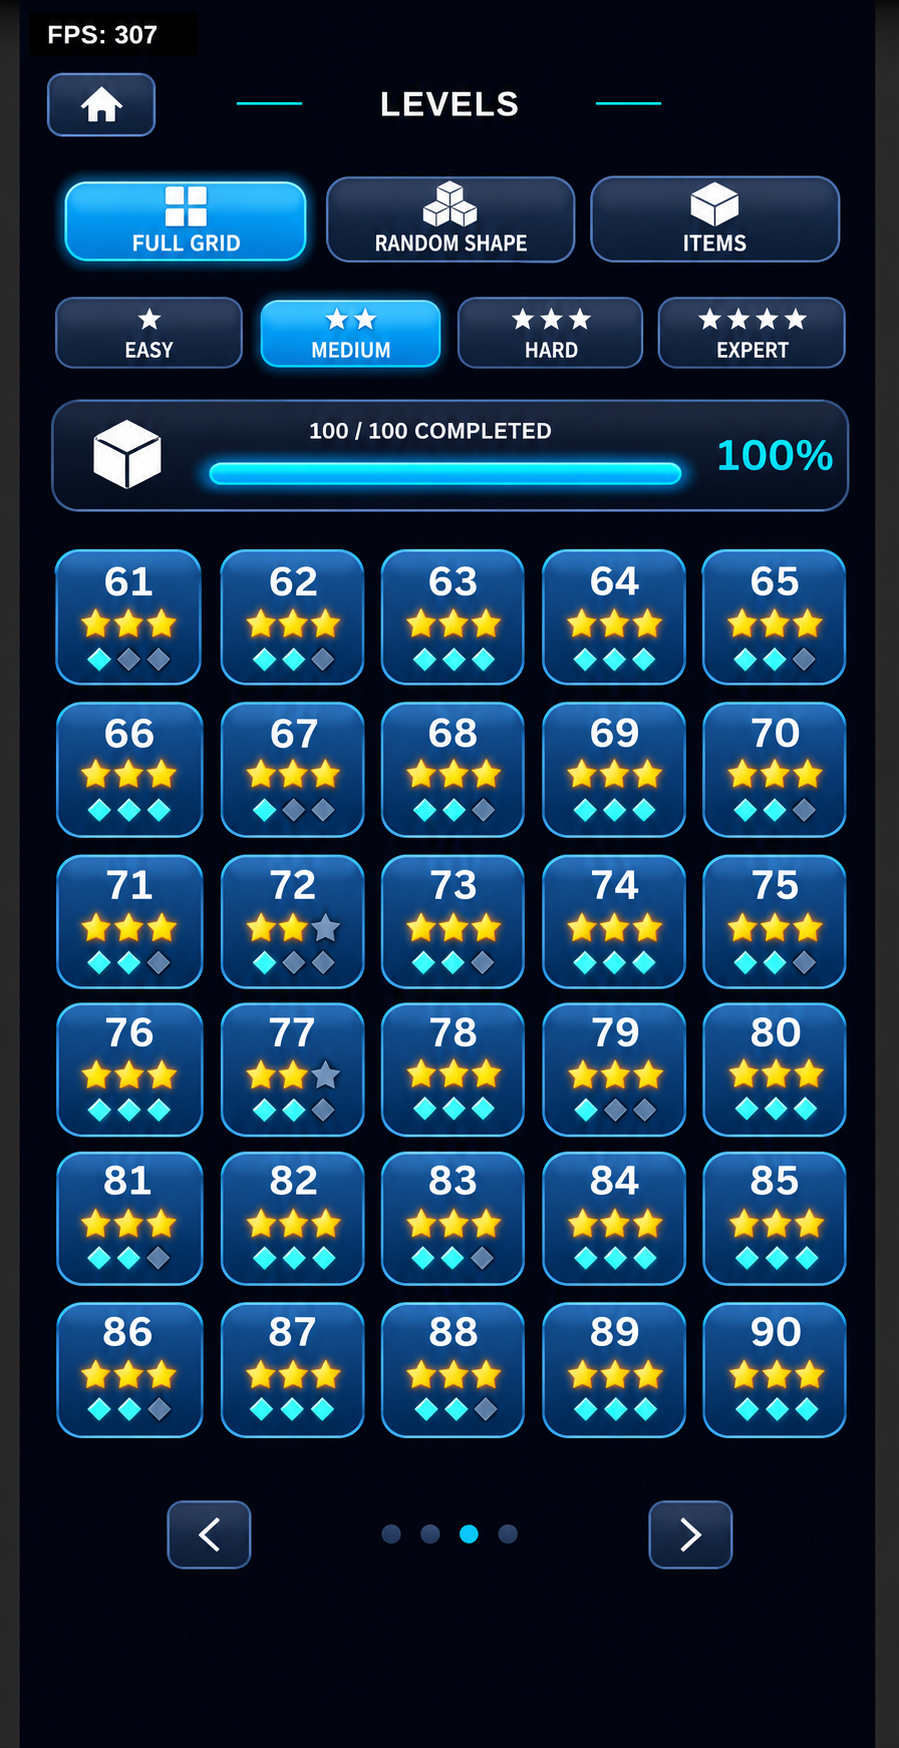 FPS: 307
LEVELS
FULL GRID RANDOM SHAPE ITEMS
EASY MEDIUM HARD EXPERT
100 / 100 COMPLETED
100%
61 62 63 64 65
66 67 68 69 70
71 72 73 74 75
76 77 78 79 80
81 82 83 84 85
86 87 88 89 90